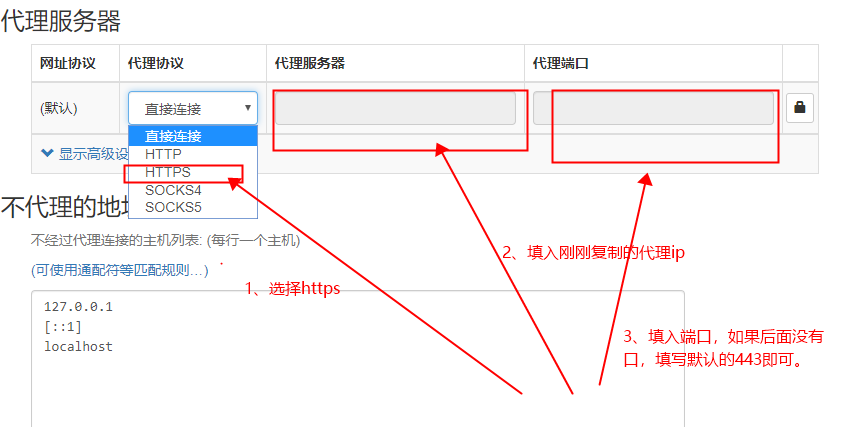 代理服务器
网址协议 代理协议 代理服务器 代理端口
(默认) 直接连接
直接连接
显示高级设
HTTP
HTTPS
SOCKS4
SOCKS5
不代理的地
不经过代理连接的主机列表: (每行一个主机)
(可使用通配符等匹配规则…)
1、选择https
2、填入刚刚复制的代理ip
3、填入端口，如果后面没有
口，填写默认的443即可。
127.0.0.1
[::1]
localhost